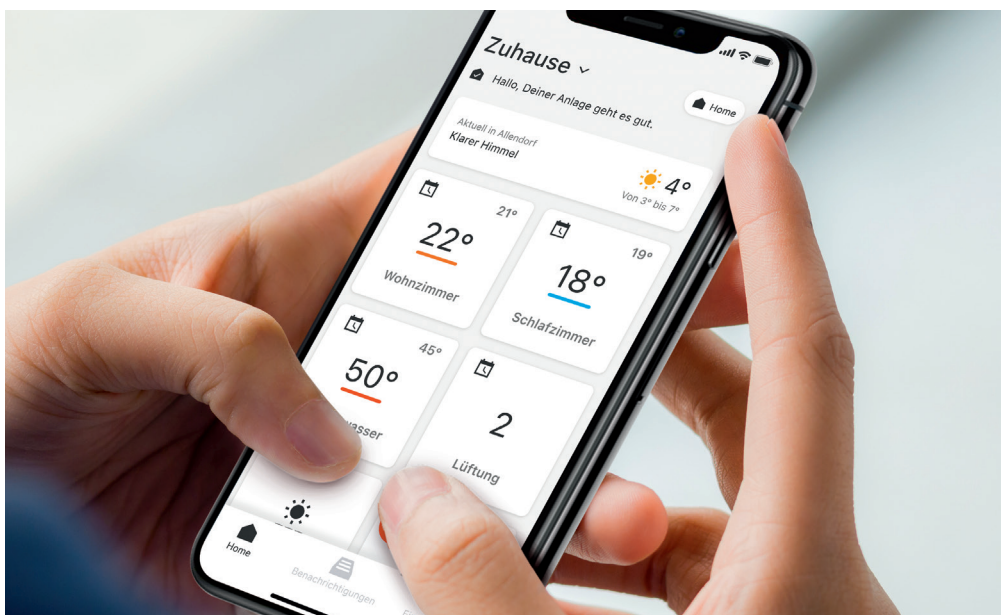 Zuhause
Hallo, Deiner Anlage geht es gut.
Home
Aktuell in Allendorf
Klarer Himmel
4°
Von 3° bis 7°
21°
22°
Wohnzimmer
19°
18°
Schlafzimmer
45°
50°
wasser
2
Lüftung
Home
Benachrichtigungen